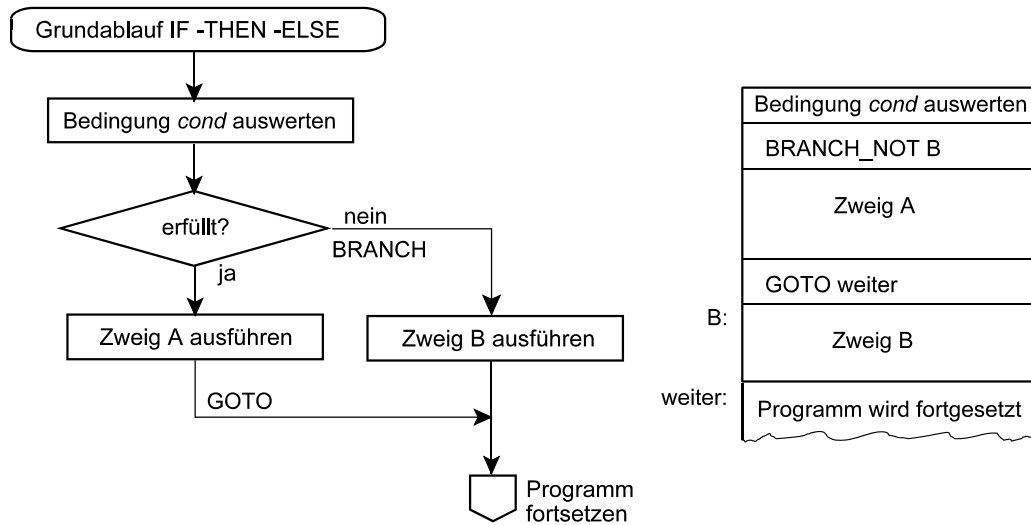 Grundablauf IF -THEN -ELSE
Bedingung cond auswerten
erfüllt?
nein
BRANCH
ja
Zweig A ausführen
Zweig B ausführen
GOTO
Programm
fortsetzen
Bedingung cond auswerten
BRANCH_NOT B
Zweig A
GOTO weiter
B:
Zweig B
weiter:
Programm wird fortgesetzt